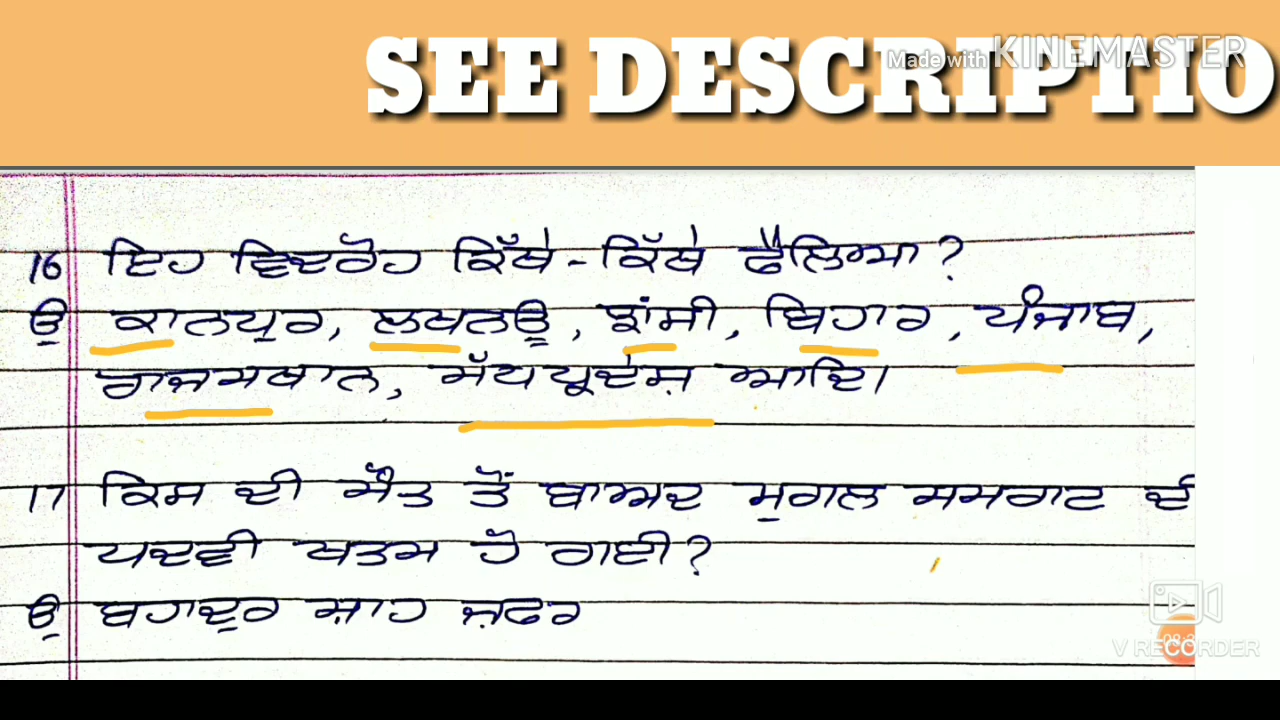 SEE DESCRIPTIO
Made with KINEMASTER
16 ਇਹ ਵਿਦਰੋਹ ਕਿੱਥੇ-ਕਿੱਥੇ ਫੈਲਿਆ?
ਉ ਕਾਨਪੁਰ, ਲਖਨਊ, ਝਾਂਸੀ, ਬਿਹਾਰ, ਪੰਜਾਬ,
ਰਾਜਸਥਾਨ, ਮੱਧਪ੍ਰਦੇਸ਼ ਆਦਿ।
17 ਕਿਸ ਦੀ ਮੌਤ ਤੋਂ ਬਾਅਦ ਮੁਗਲ ਸਮਰਾਟ ਦੀ
ਪਦਵੀ ਖਤਮ ਹੋ ਗਈ?
ਉ ਬਹਾਦੁਰ ਸ਼ਾਹ ਜ਼ਫਰ
V RECORDER